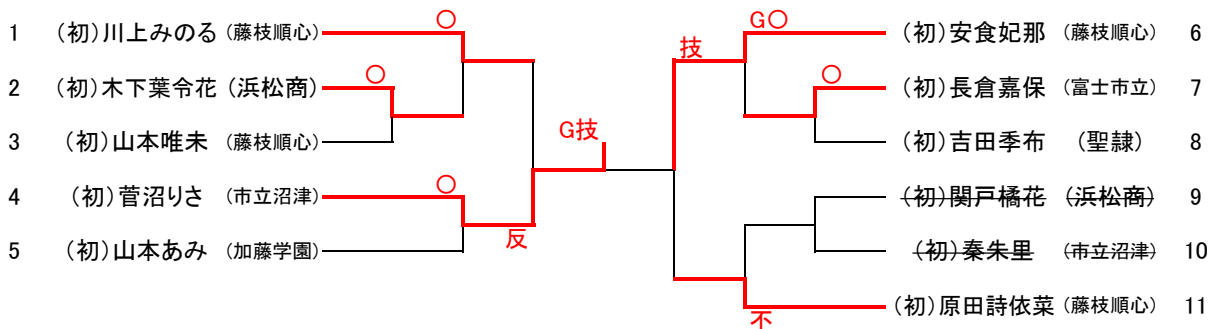 1 (初)川上みのる (藤枝順心) 〇
2 (初)木下葉令花 (浜松商) 〇
3 (初)山本唯未 (藤枝順心)
4 (初)菅沼りさ (市立沼津) 〇
5 (初)山本あみ (加藤学園)
反
G技
技
G〇 (初)安食妃那 (藤枝順心) 6
〇 (初)長倉嘉保 (富士市立) 7
(初)吉田季布 (聖隷) 8
(初)関戸橘花 (浜松商) 9
(初)秦朱里 (市立沼津) 10
不 (初)原田詩依菜 (藤枝順心) 11